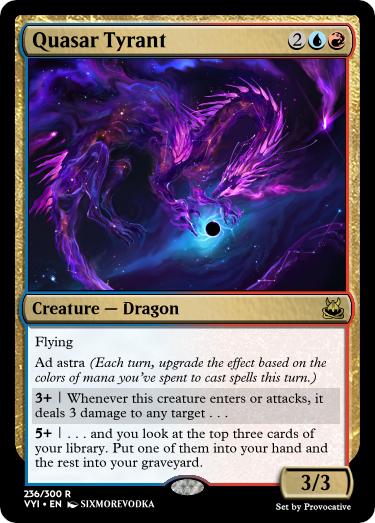 Quasar Tyrant 2
Creature — Dragon
Flying
Ad astra (Each turn, upgrade the effect based on the
colors of mana you've spent to cast spells this turn.)
3+ | Whenever this creature enters or attacks, it
deals 3 damage to any target . . .
5+ | . . . and you look at the top three cards of
your library. Put one of them into your hand and
the rest into your graveyard.
3/3
236/300 R
VYI • EN SIXMOREVODKA
Set by Provocative